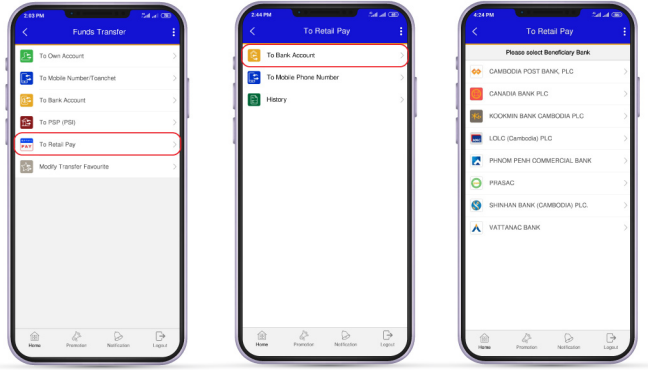 2:03 PM
Funds Transfer
To Own Account
To Mobile Number/Toanchet
To Bank Account
To PSP (PSI)
PAY
To Retail Pay
Modify Transfer Favourite
Home
Promotion
Notification
Logout
2:44 PM
To Retail Pay
To Bank Account
To Mobile Phone Number
History
Home
Promotion
Notification
Logout
4:24 PM
To Retail Pay
Please select Beneficiary Bank
CAMBODIA POST BANK, PLC
CANADIA BANK PLC
KOOKMIN BANK CAMBODIA PLC
LOLC (Cambodia) PLC
PHNOM PENH COMMERCIAL BANK
PRASAC
SHINHAN BANK (CAMBODIA) PLC.
VATTANAC BANK
Home
Promotion
Notification
Logout